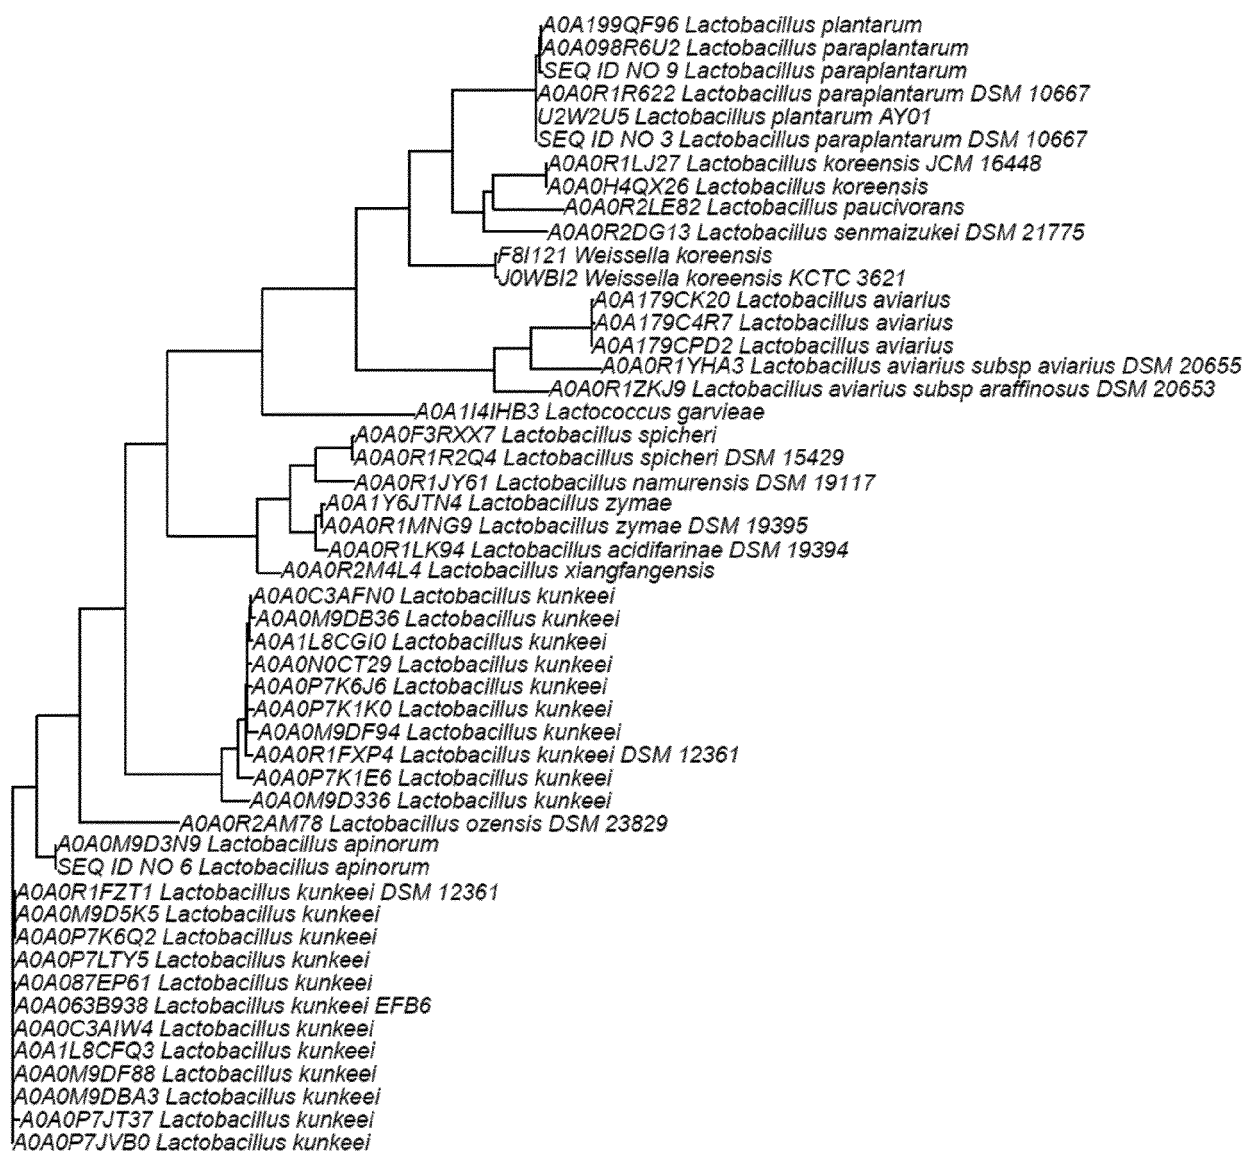 A0A199QF96 Lactobacillus plantarum
A0A098R6U2 Lactobacillus paraplantarum
SEQ ID NO 9 Lactobacillus paraplantarum
A0A0R1R622 Lactobacillus paraplantarum DSM 10667
U2W2U5 Lactobacillus plantarum AY01
SEQ ID NO 3 Lactobacillus paraplantarum DSM 10667
A0A0R1LJ27 Lactobacillus koreensis JCM 16448
A0A0H4QX26 Lactobacillus koreensis
A0A0R2LE82 Lactobacillus paucivorans
A0A0R2DG13 Lactobacillus senmaizukei DSM 21775
F8I121 Weissella koreensis
J0WBI2 Weissella koreensis KCTC 3621
A0A179CK20 Lactobacillus aviarius
A0A179C4R7 Lactobacillus aviarius
A0A179CPD2 Lactobacillus aviarius
A0A0R1YHA3 Lactobacillus aviarius subsp aviarius DSM 20655
A0A0R1ZKJ9 Lactobacillus aviarius subsp araffinosus DSM 20653
A0A1I4IHB3 Lactococcus garvieae
A0A0F3RXX7 Lactobacillus spicheri
A0A0R1R2Q4 Lactobacillus spicheri DSM 15429
A0A0R1JY61 Lactobacillus namurensis DSM 19117
A0A1Y6JTN4 Lactobacillus zymae
A0A0R1MNG9 Lactobacillus zymae DSM 19395
A0A0R1LK94 Lactobacillus acidifarinae DSM 19394
A0A0R2M4L4 Lactobacillus xiangfangensis
A0A0C3AFN0 Lactobacillus kunkeei
A0A0M9DB36 Lactobacillus kunkeei
A0A1L8CGI0 Lactobacillus kunkeei
A0A0N0CT29 Lactobacillus kunkeei
A0A0P7K6J6 Lactobacillus kunkeei
A0A0P7K1K0 Lactobacillus kunkeei
A0A0M9DF94 Lactobacillus kunkeei
A0A0R1FXP4 Lactobacillus kunkeei DSM 12361
A0A0P7K1E6 Lactobacillus kunkeei
A0A0M9D336 Lactobacillus kunkeei
A0A0R2AM78 Lactobacillus ozensis DSM 23829
A0A0M9D3N9 Lactobacillus apinorum
SEQ ID NO 6 Lactobacillus apinorum
A0A0R1FZT1 Lactobacillus kunkeei DSM 12361
A0A0M9D5K5 Lactobacillus kunkeei
A0A0P7K6Q2 Lactobacillus kunkeei
A0A0P7LTY5 Lactobacillus kunkeei
A0A087EP61 Lactobacillus kunkeei
A0A063B938 Lactobacillus kunkeei EFB6
A0A0C3AIW4 Lactobacillus kunkeei
A0A1L8CFQ3 Lactobacillus kunkeei
A0A0M9DF88 Lactobacillus kunkeei
A0A0M9DBA3 Lactobacillus kunkeei
A0A0P7JT37 Lactobacillus kunkeei
A0A0P7JVB0 Lactobacillus kunkeei